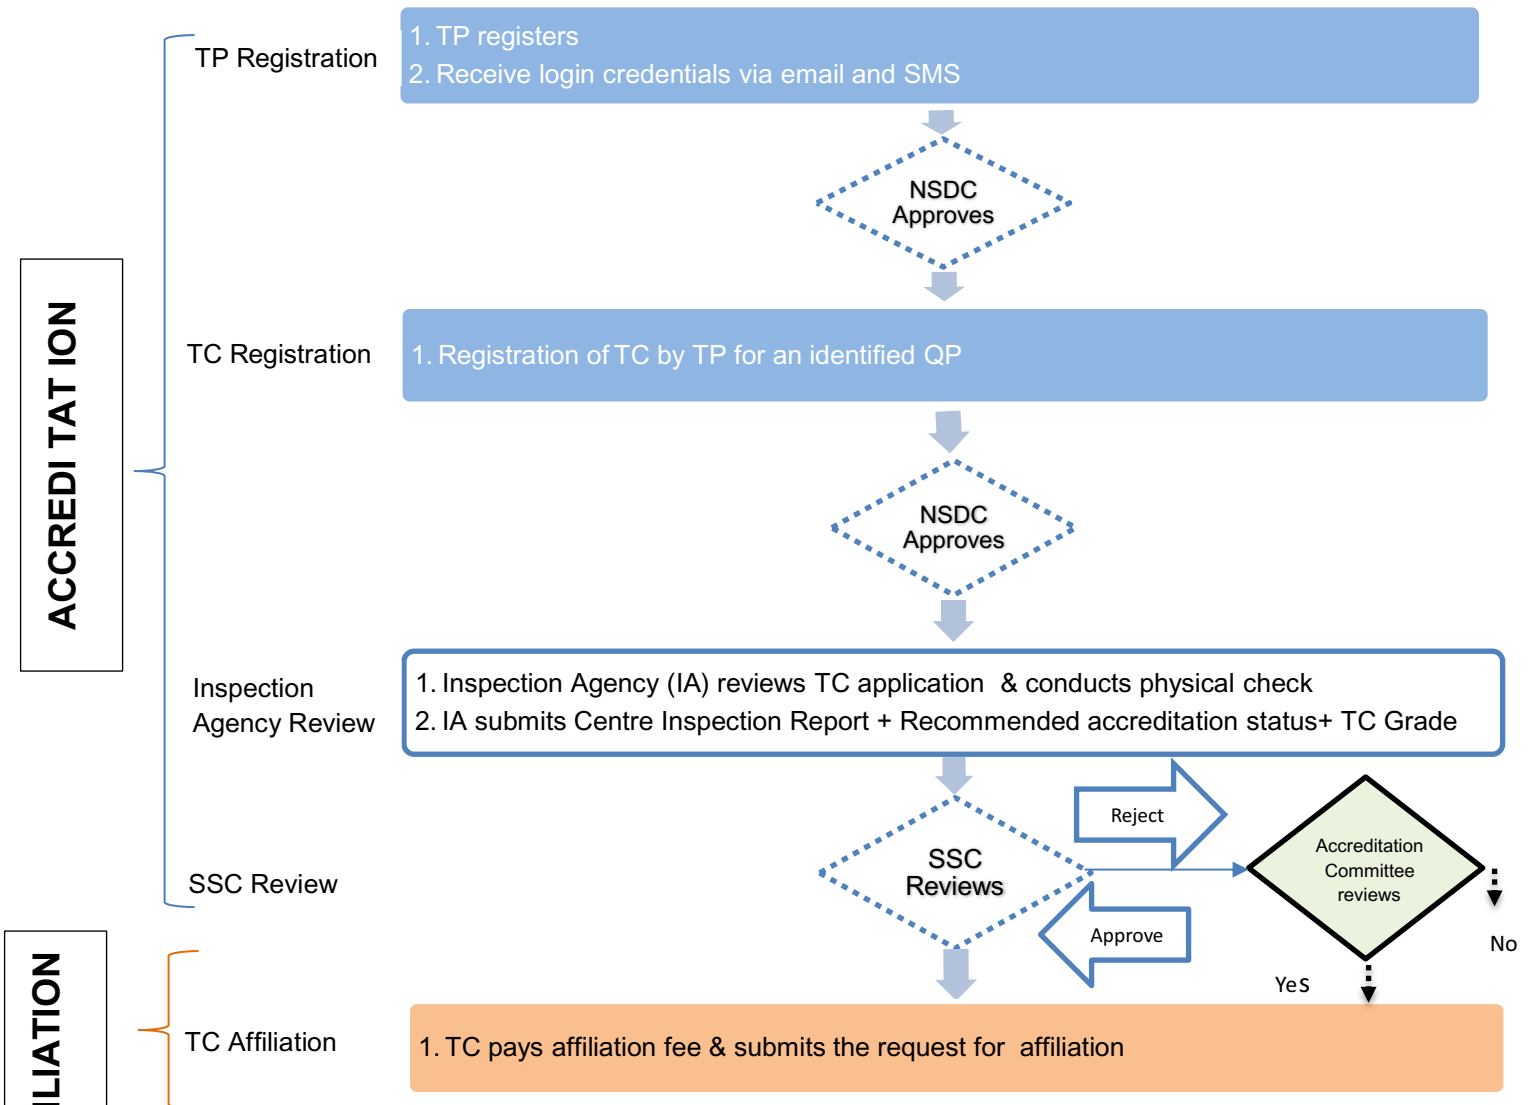 TP Registration
1. TP registers
2. Receive login credentials via email and SMS
NSDC
Approves
ACCREDI TAT ION
TC Registration
1. Registration of TC by TP for an identified QP
NSDC
Approves
Inspection
Agency Review
1. Inspection Agency (IA) reviews TC application & conducts physical check
2. IA submits Centre Inspection Report + Recommended accreditation status+ TC Grade
Reject
SSC
Reviews
Accreditation
Committee
reviews
SSC Review
Approve
No
Yes
ILIATION
TC Affiliation
1. TC pays affiliation fee & submits the request for affiliation